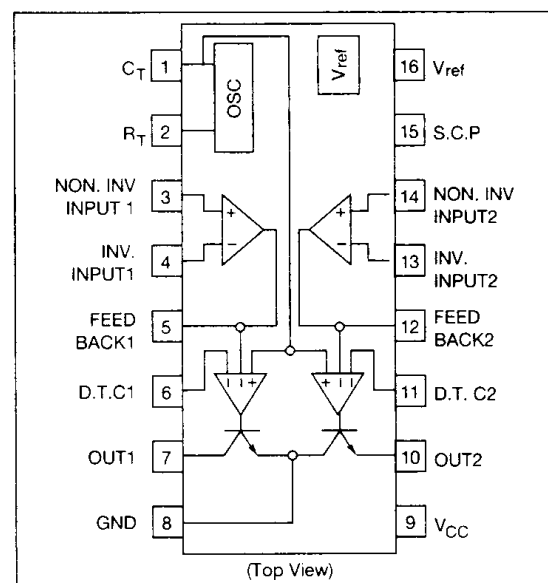 C_T 1
OSC
Vref
16 Vref
R_T 2
15 S.C.P
NON. INV
INPUT 1
3
+
+
14
NON. INV
INPUT2
INV.
INPUT1
4
−
−
13
INV.
INPUT2
FEED
BACK1
5
12
FEED
BACK2
− − +
+ − −
D.T.C1 6
11 D.T. C2
OUT1 7
10 OUT2
GND 8
9 V_CC
(Top View)